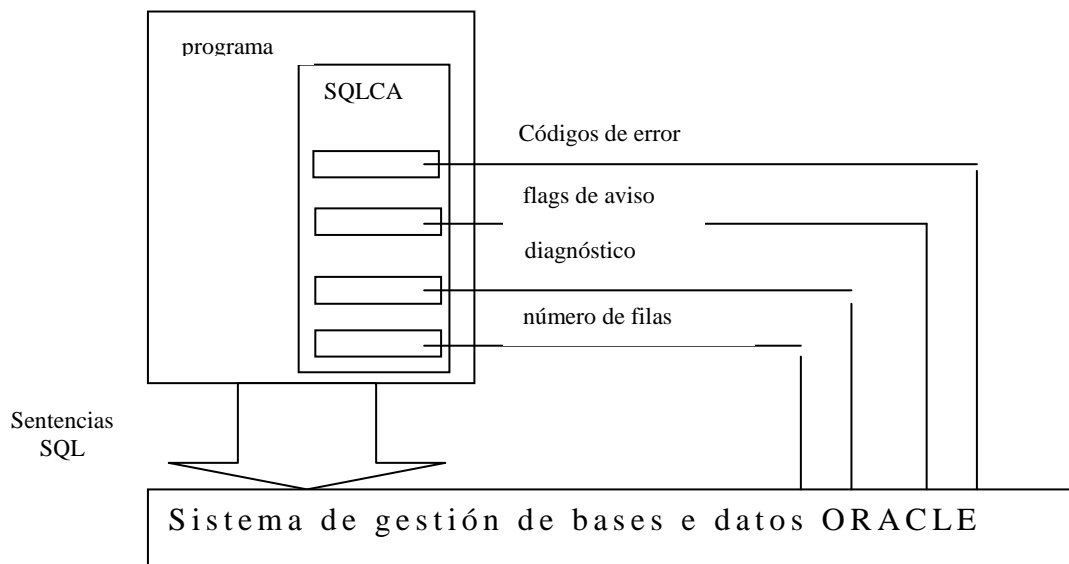 programa
SQLCA
Códigos de error
flags de aviso
diagnóstico
número de filas
Sentencias
SQL
Sistema de gestión de bases e datos ORACLE